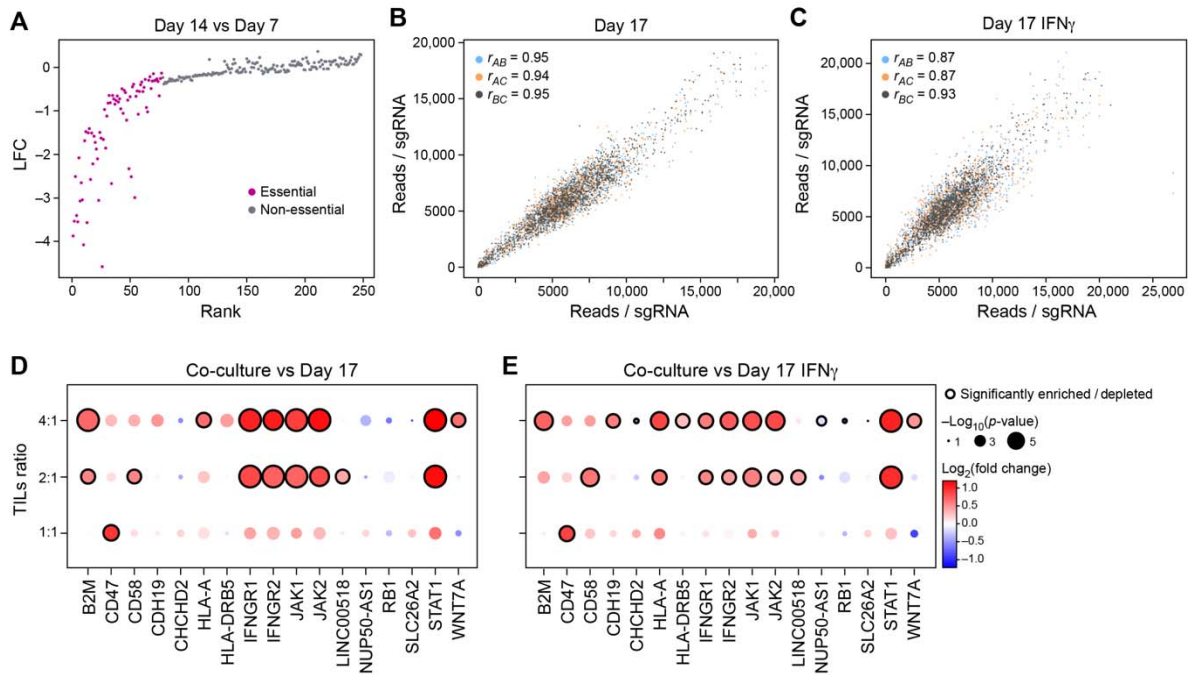 A
Day 14 vs Day 7
LFC
0
−1
−2
−3
−4
Essential
Non-essential
0
50
100
150
200
250
Rank
B
Day 17
Reads / sgRNA
20,000
15,000
10,000
5000
0
rAB = 0.95
rAC = 0.94
rBC = 0.95
0
5000
10,000
15,000
20,000
Reads / sgRNA
C
Day 17 IFNγ
Reads / sgRNA
20,000
15,000
10,000
5000
0
rAB = 0.87
rAC = 0.87
rBC = 0.93
0
5000
10,000
15,000
20,000
25,000
Reads / sgRNA
D
Co-culture vs Day 17
TILs ratio
4:1
2:1
1:1
B2M
CD47
CD58
CDH19
CHCHD2
HLA-A
HLA-DRB5
IFNGR1
IFNGR2
JAK1
JAK2
LINC00518
NUP50-AS1
RB1
SLC26A2
STAT1
WNT7A
E
Co-culture vs Day 17 IFNγ
B2M
CD47
CD58
CDH19
CHCHD2
HLA-A
HLA-DRB5
IFNGR1
IFNGR2
JAK1
JAK2
LINC00518
NUP50-AS1
RB1
SLC26A2
STAT1
WNT7A
Significantly enriched / depleted
−Log10(p-value)
1
3
5
Log2(fold change)
1.0
0.5
0.0
−0.5
−1.0